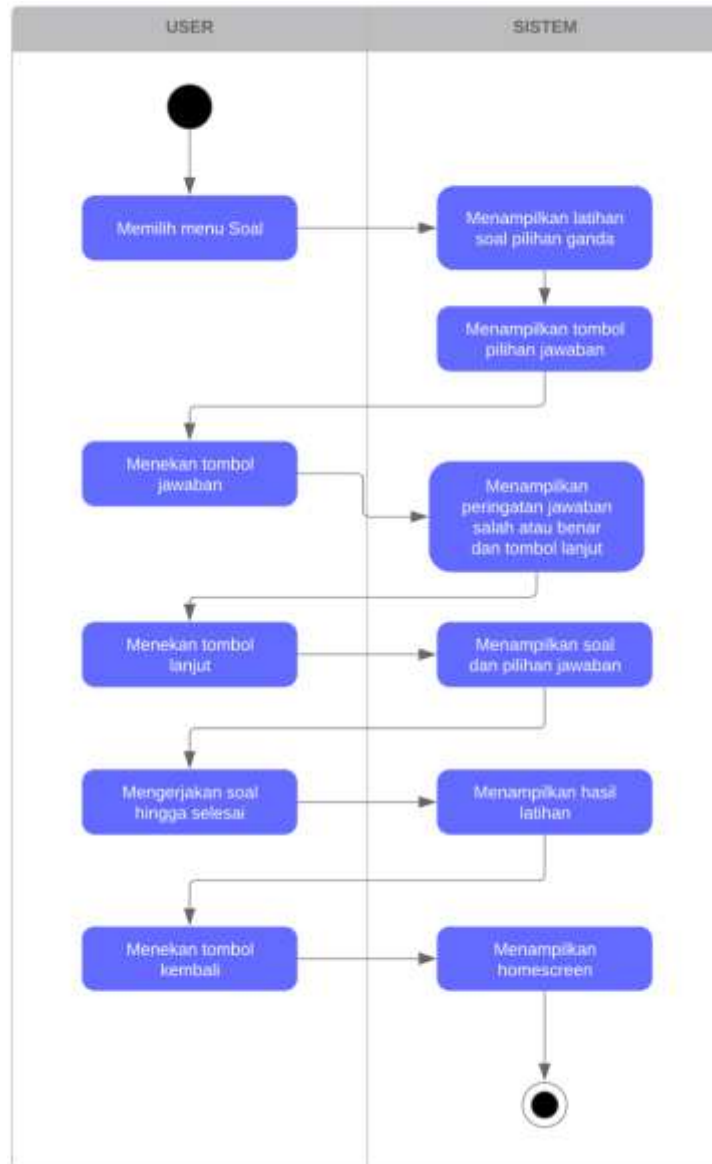 USER
SISTEM
Memilih menu Soal
Menampilkan latihan
soal pilihan ganda
Menampilkan tombol
pilihan jawaban
Menekan tombol
jawaban
Menampilkan
peringatan jawaban
salah atau benar
dan tombol lanjut
Menekan tombol
lanjut
Menampilkan soal
dan pilihan jawaban
Mengerjakan soal
hingga selesai
Menampilkan hasil
latihan
Menekan tombol
kembali
Menampilkan
homescreen